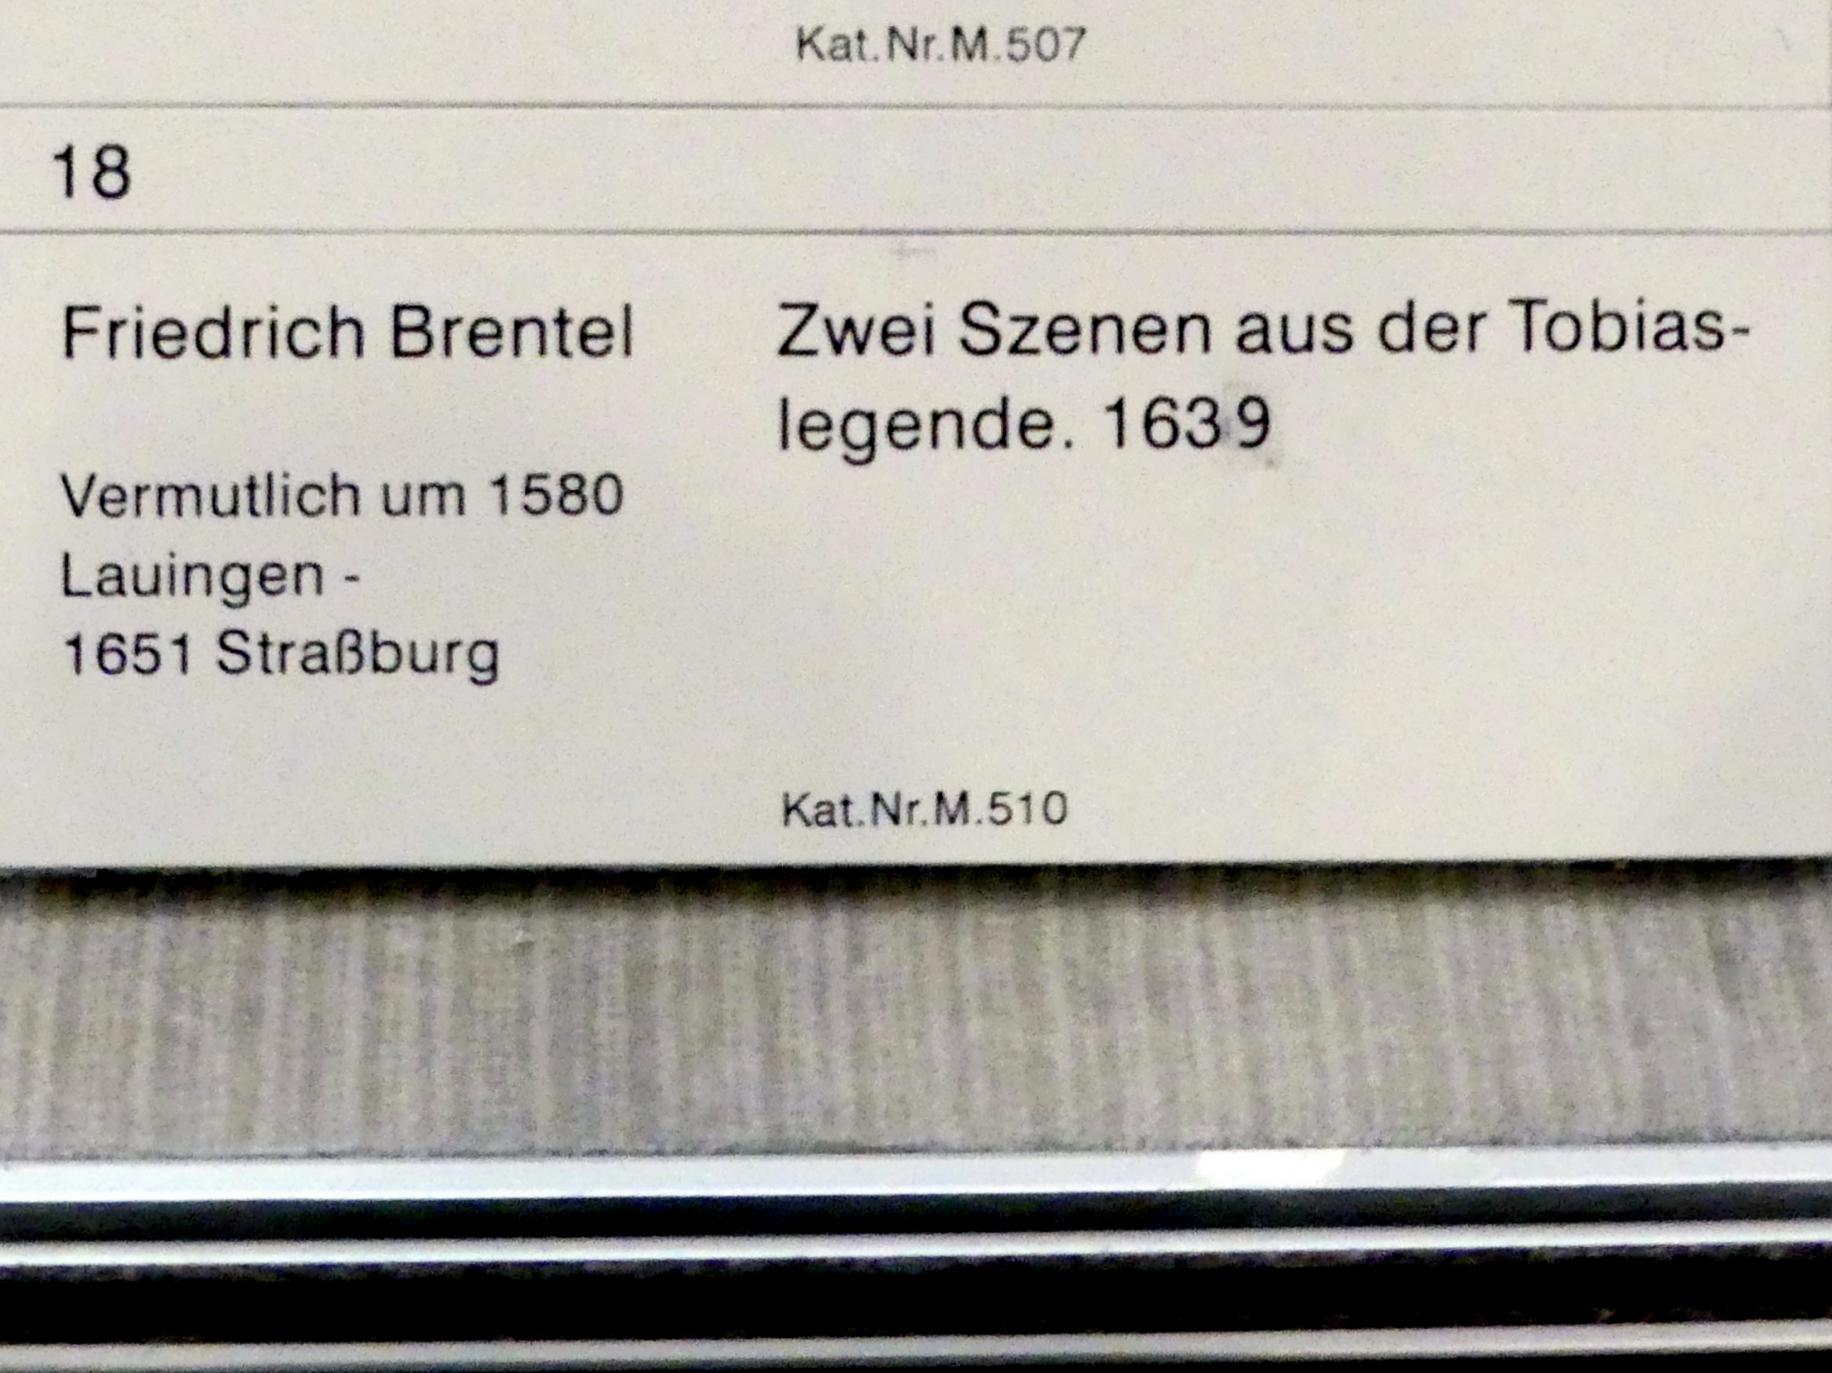 Kat.Nr.M.507
18
Friedrich Brentel
Vermutlich um 1580
Lauingen -
1651 Straßburg
Zwei Szenen aus der Tobias-
legende. 1639
Kat.Nr.M.510